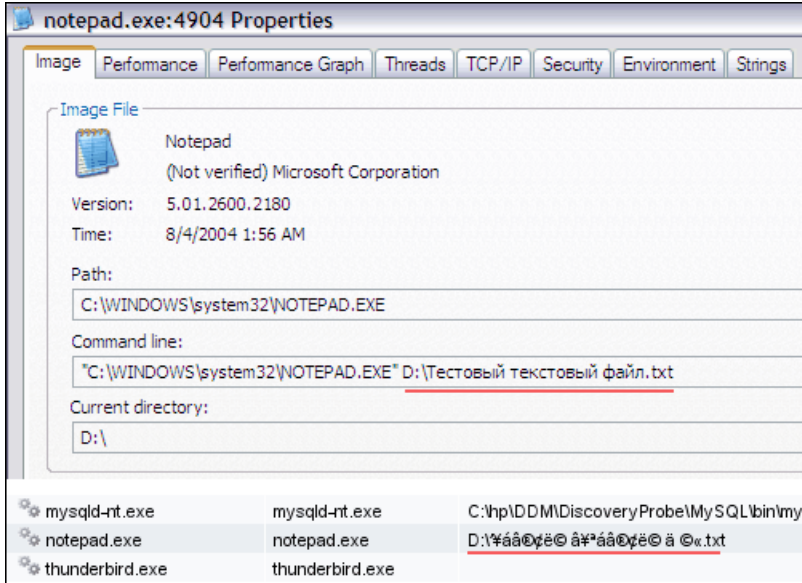 notepad.exe:4904 Properties
Image Performance Performance Graph Threads TCP/IP Security Environment Strings
Image File
Notepad
(Not verified) Microsoft Corporation
Version: 5.01.2600.2180
Time: 8/4/2004 1:56 AM
Path:
C:\WINDOWS\system32\NOTEPAD.EXE
Command line:
"C:\WINDOWS\system32\NOTEPAD.EXE" D:\Тестовый текстовый файл.txt
Current directory:
D:\
mysqld-nt.exe mysqld-nt.exe C:\hp\DDM\DiscoveryProbe\MySQL\bin\my
notepad.exe notepad.exe
thunderbird.exe thunderbird.exe